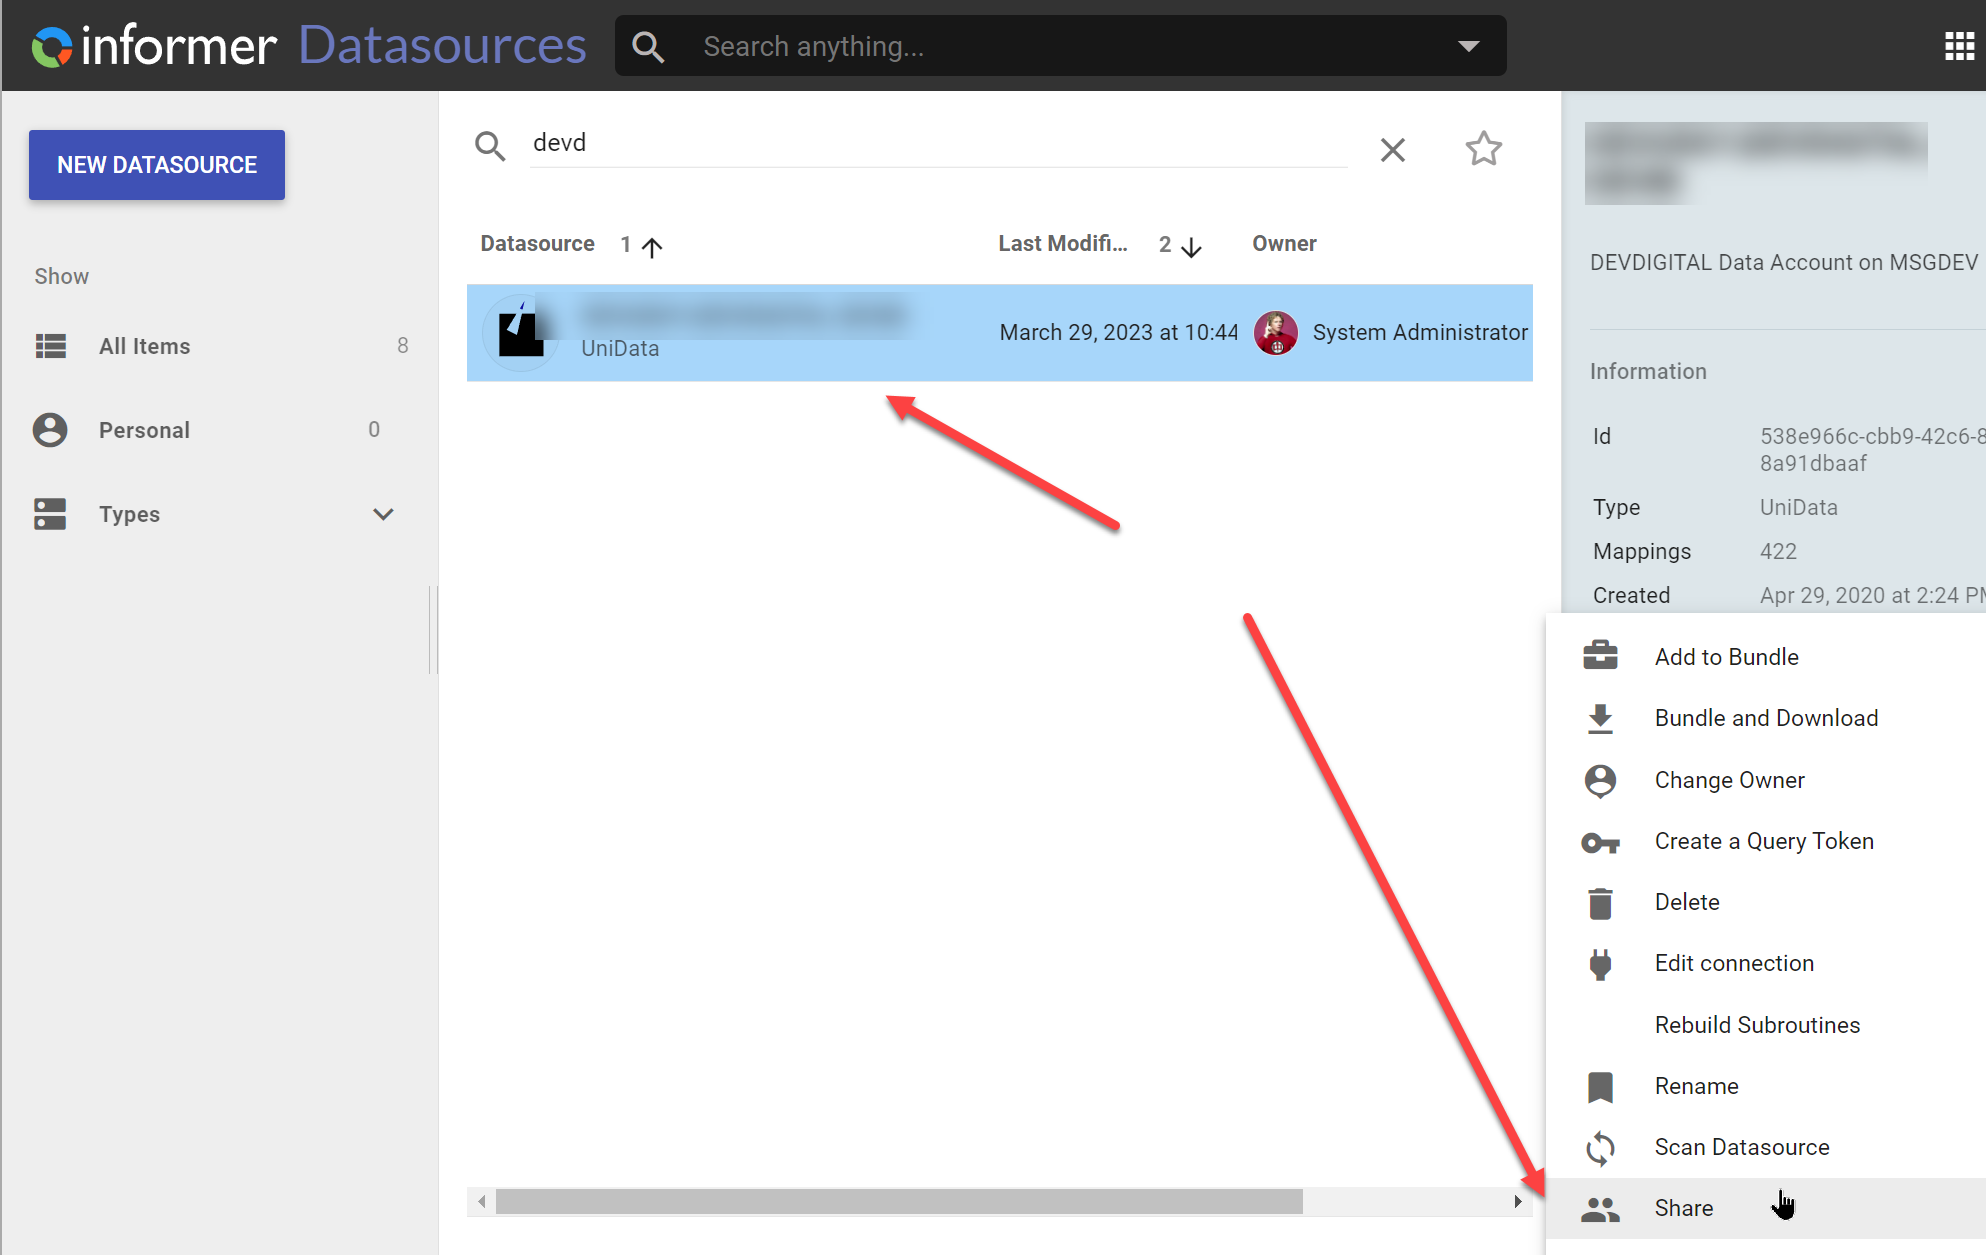 informer Datasources
Search anything...
NEW DATASOURCE
Show
All Items 8
Personal 0
Types
devd
Datasource 1
Last Modifi... 2
Owner
UniData
March 29, 2023 at 10:44
System Administrator
DEVDIGITAL Data Account on MSGDEV
Information
Id 538e966c-cbb9-42c6-8
8a91dbaaf
Type UniData
Mappings 422
Created Apr 29, 2020 at 2:24 PM
Add to Bundle
Bundle and Download
Change Owner
Create a Query Token
Delete
Edit connection
Rebuild Subroutines
Rename
Scan Datasource
Share